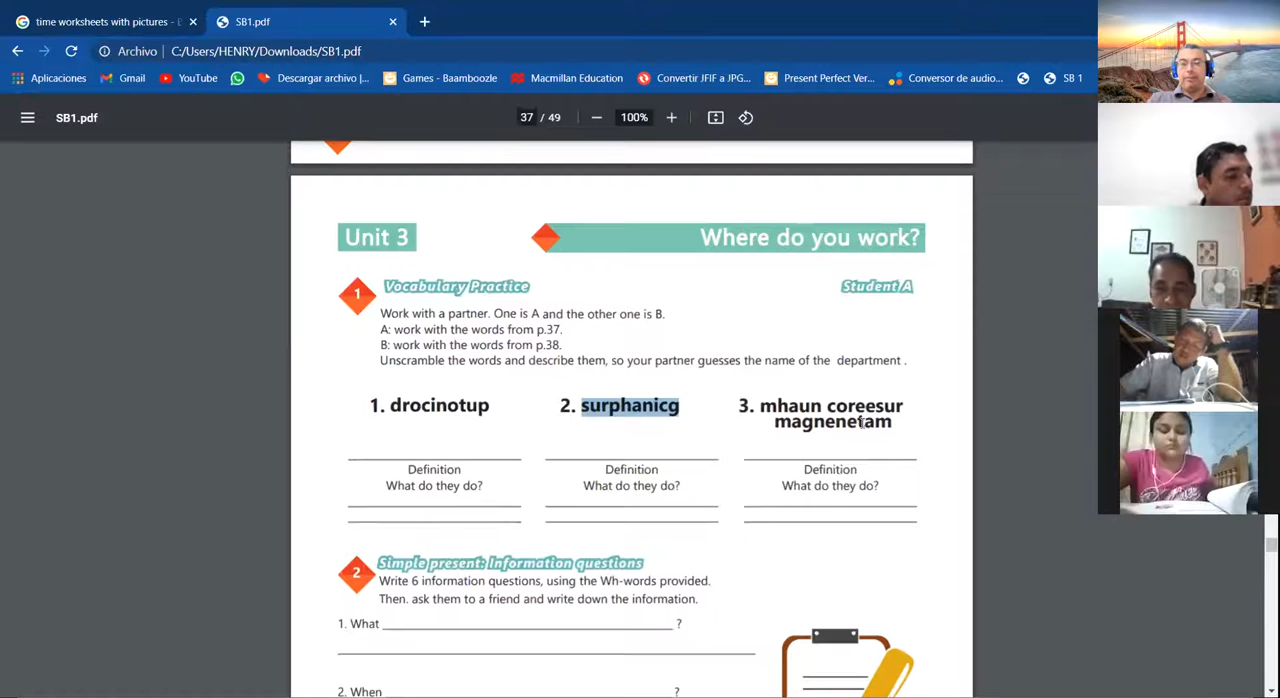 time worksheets with pictures - B
SB1.pdf
Archivo C:/Users/HENRY/Downloads/SB1.pdf
Aplicaciones Gmail YouTube Descargar archivo |... Games - Baamboozle Macmillan Education Convertir JFIF a JPG... Present Perfect Ver... Conversor de audio... SB 1
SB1.pdf 37 / 49 100%
Unit 3 Where do you work?
1 Vocabulary Practice Student A
Work with a partner. One is A and the other one is B.
A: work with the words from p.37.
B: work with the words from p.38.
Unscramble the words and describe them, so your partner guesses the name of the department .
1. drocinotup 2. surphanicg 3. mhaun coreesur
magnenetam
Definition Definition Definition
What do they do? What do they do? What do they do?
2 Simple present: Information questions
Write 6 information questions, using the Wh-words provided.
Then. ask them to a friend and write down the information.
1. What ?
2. When ?